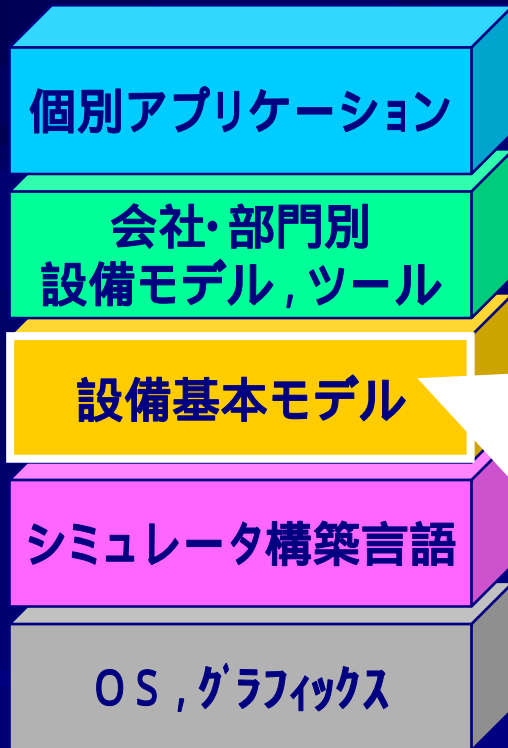 個別アプリケーション
会社・部門別
設備モデル，ツール
設備基本モデル
シミュレータ構築言語
ＯＳ，グラフィックス